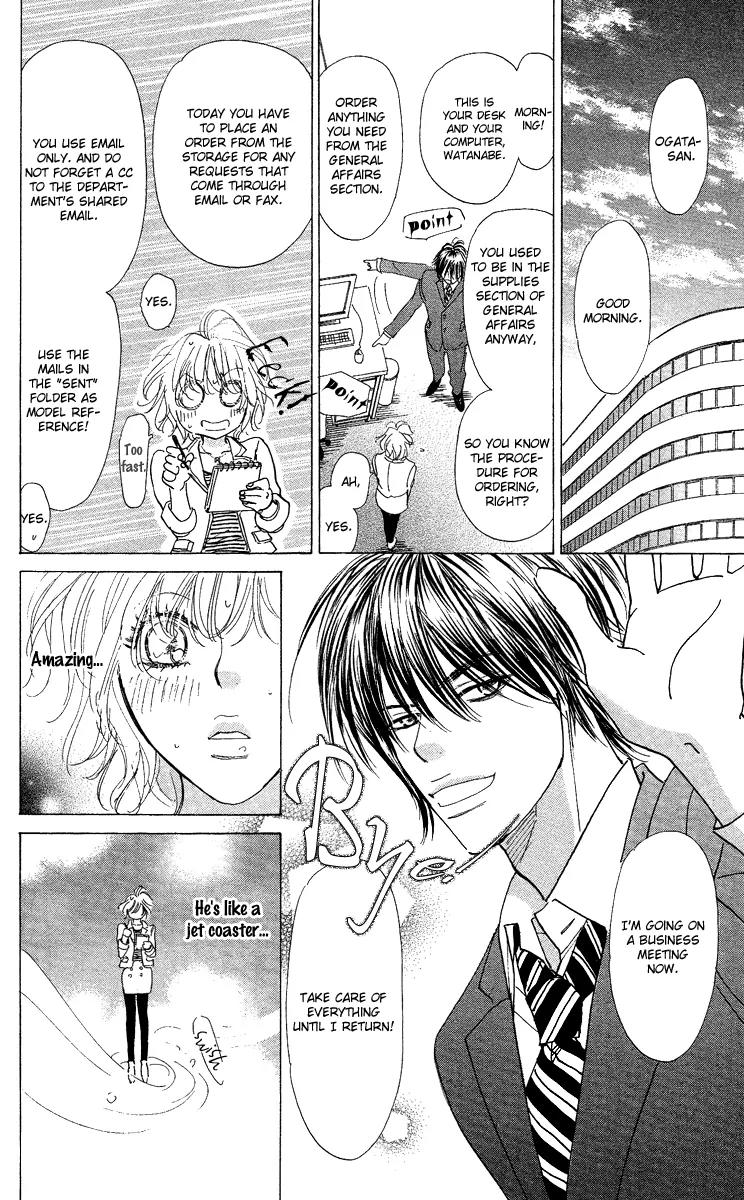 OGATA-
SAN.
GOOD
MORNING.
MORN-
ING!
THIS IS
YOUR DESK
AND YOUR
COMPUTER,
WATANABE.
ORDER
ANYTHING
YOU NEED
FROM THE
GENERAL
AFFAIRS
SECTION.
point
point
YOU USED
TO BE IN THE
SUPPLIES
SECTION OF
GENERAL
AFFAIRS
ANYWAY,
SO YOU KNOW
THE PROCE-
DURE FOR
ORDERING,
RIGHT?
AH,
YES.
TODAY YOU HAVE
TO PLACE AN
ORDER FROM THE
STORAGE FOR ANY
REQUESTS THAT
COME THROUGH
EMAIL OR FAX.
YOU USE EMAIL
ONLY. AND DO
NOT FORGET A CC
TO THE DEPART-
MENT'S SHARED
EMAIL.
YES.
Eeck!
USE THE
MAILS IN
THE "SENT"
FOLDER AS
MODEL REF-
ERENCE!
Too
fast.
YES.
I'M GOING ON
A BUSINESS
MEETING
NOW.
Bye!
TAKE CARE OF
EVERYTHING
UNTIL I RETURN!
Amazing...
He's like a
jet coaster...
swish